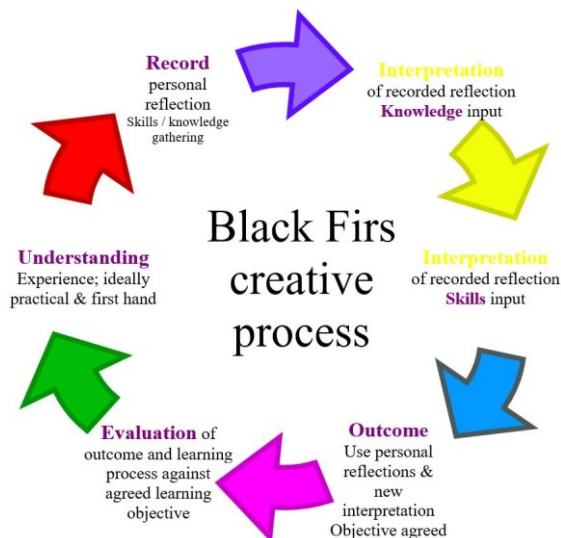 Record
personal
reflection
Skills / knowledge
gathering
Interpretation
of recorded reflection
Knowledge input
Interpretation
of recorded reflection
Skills input
Outcome
Use personal
reflections &
new
interpretation
Objective agreed
Evaluation of
outcome and learning
process against
agreed learning
objective
Understanding
Experience; ideally
practical & first hand
Black Firs
creative
process